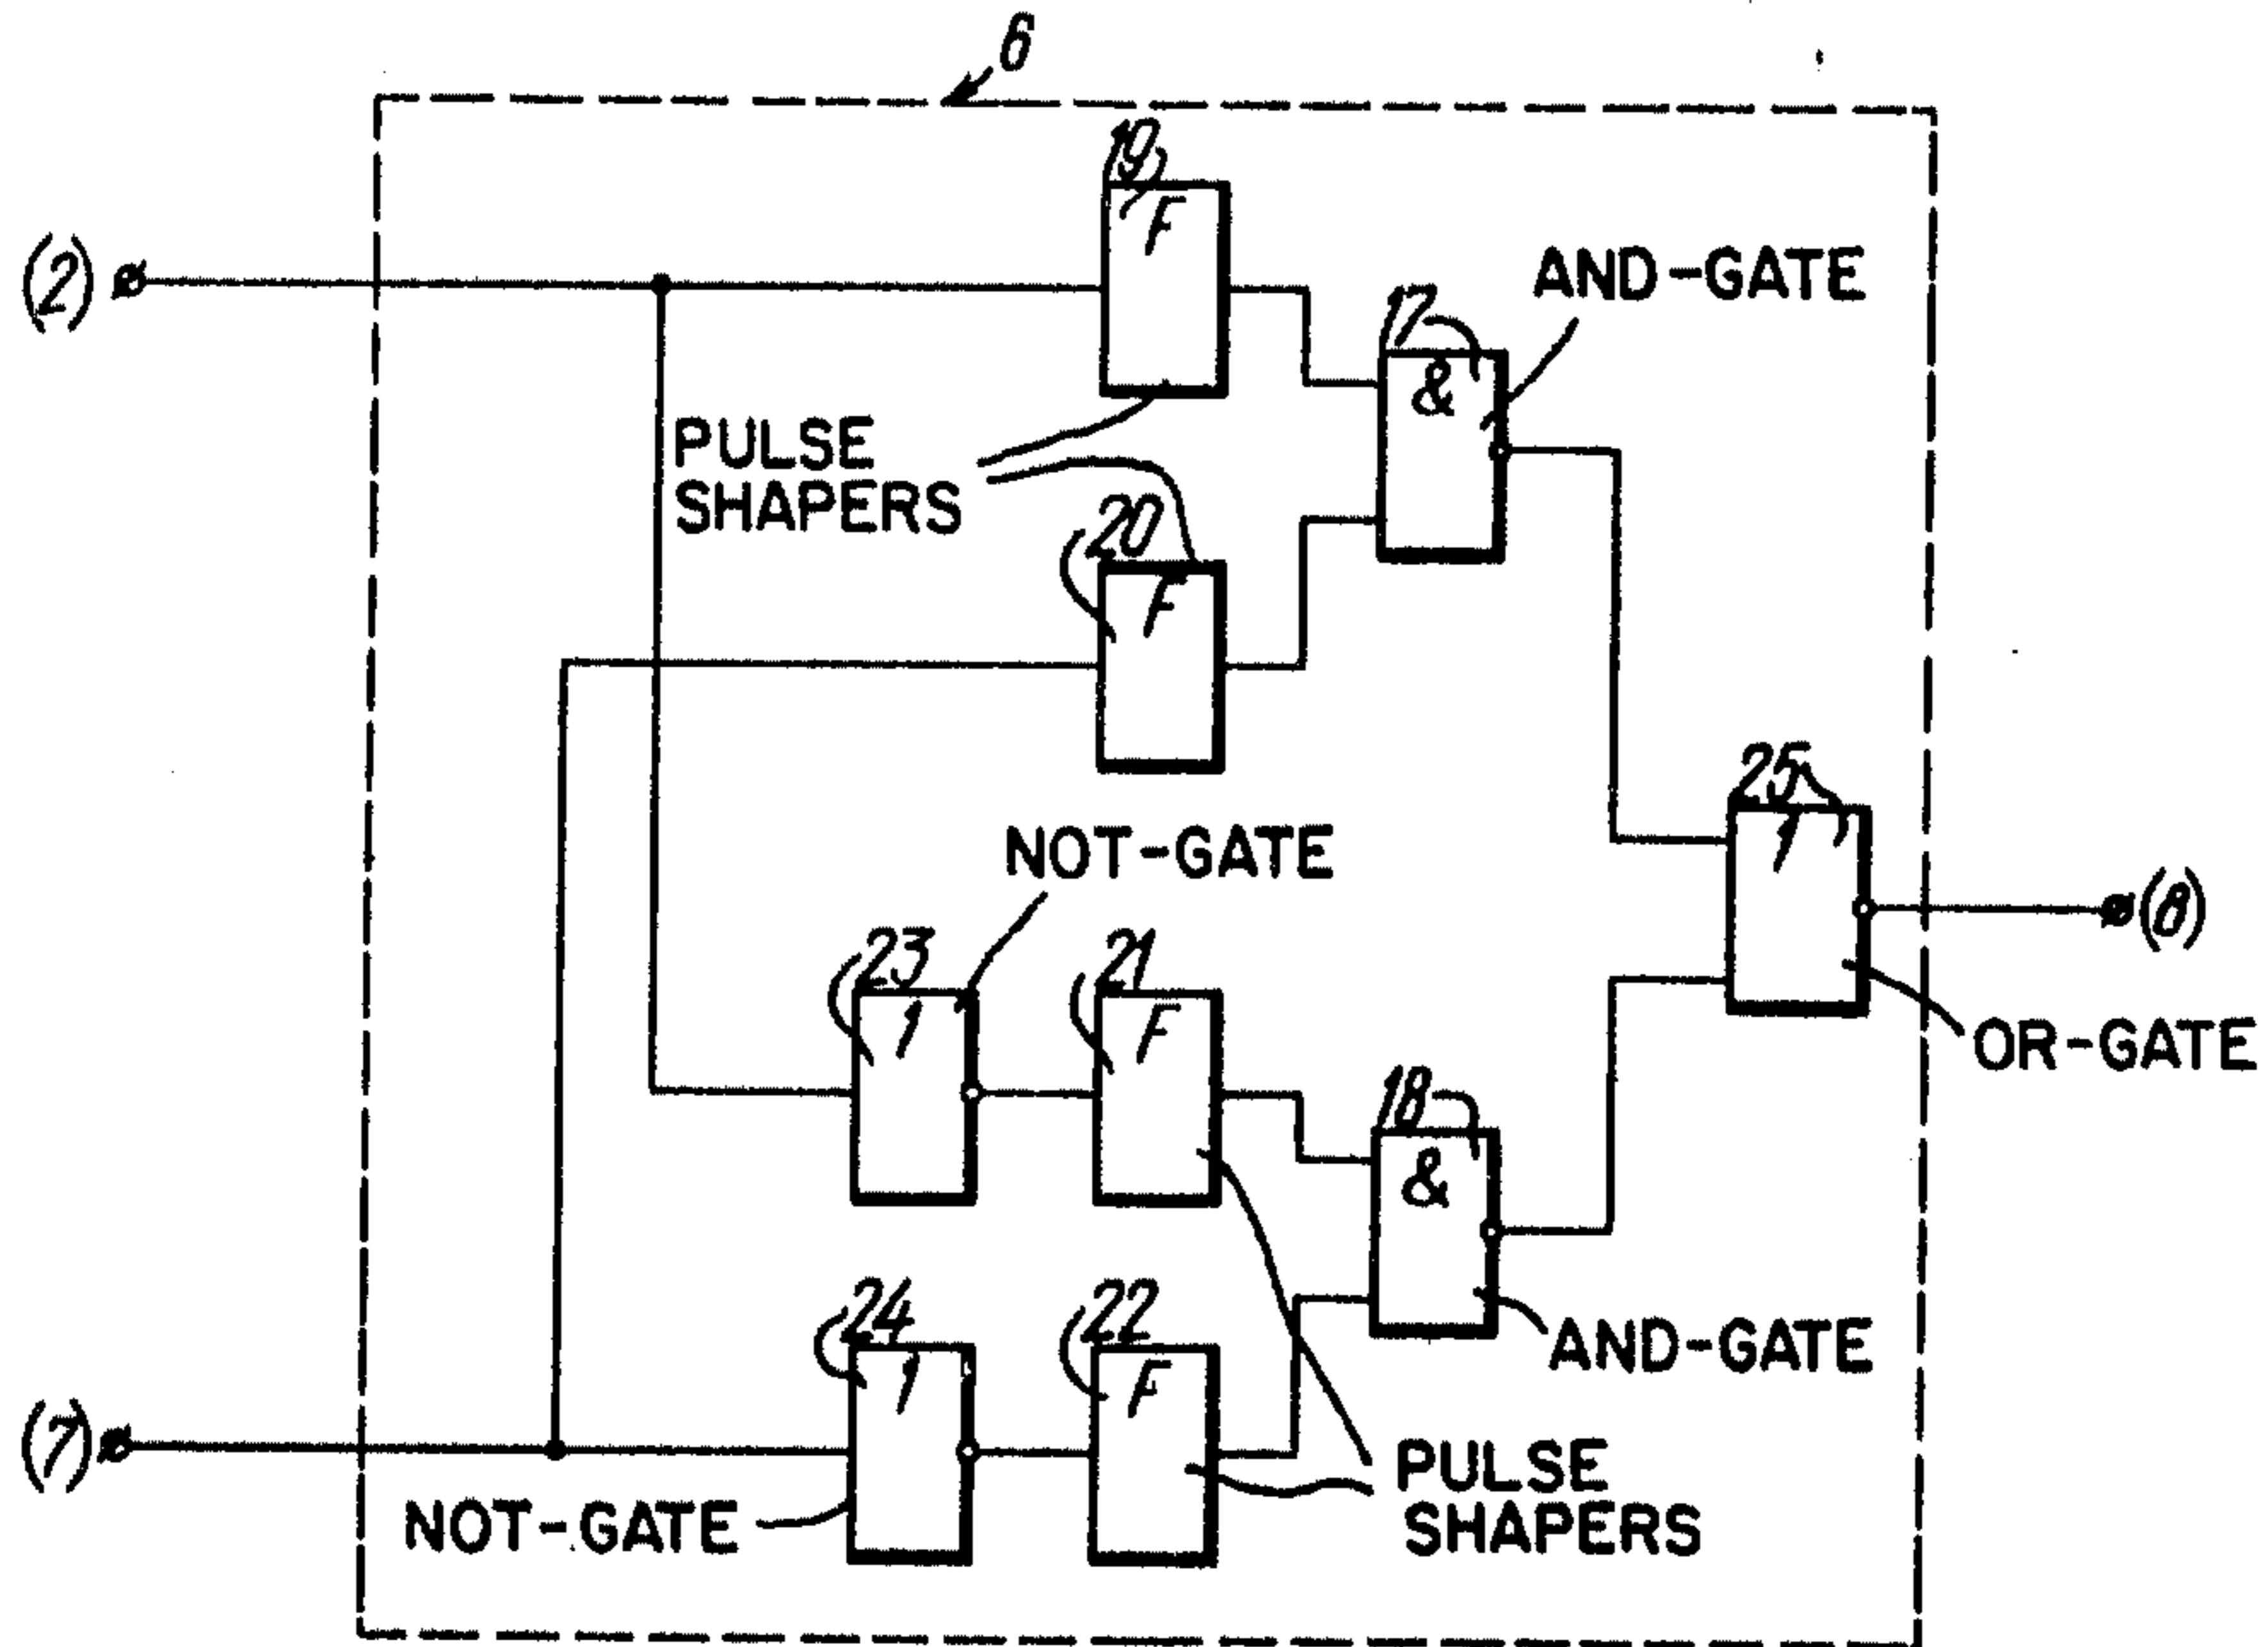 6
19
F
(2)
AND-GATE
17
&
PULSE
SHAPERS
20
F
25
1
NOT-GATE
(8)
23
1
21
F
OR-GATE
18
&
24
1
22
F
AND-GATE
(7)
PULSE
SHAPERS
NOT-GATE